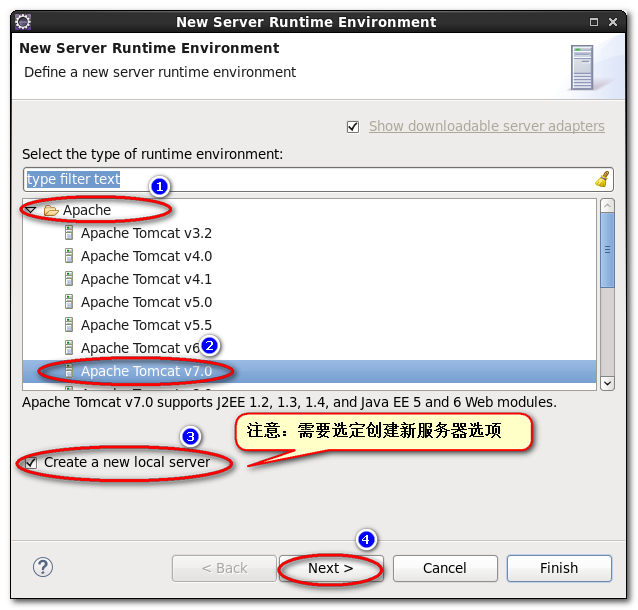 New Server Runtime Environment
New Server Runtime Environment
Define a new server runtime environment
Show downloadable server adapters
Select the type of runtime environment:
type filter text
1
Apache
Apache Tomcat v3.2
Apache Tomcat v4.0
Apache Tomcat v4.1
Apache Tomcat v5.0
Apache Tomcat v5.5
Apache Tomcat
2
Apache Tomcat v7.0
Apache Tomcat v7.0 supports J2EE 1.2, 1.3, 1.4, and Java EE 5 and 6 Web modules.
注意：需要选定创建新服务器选项
3
Create a new local server
4
? < Back Next > Cancel Finish